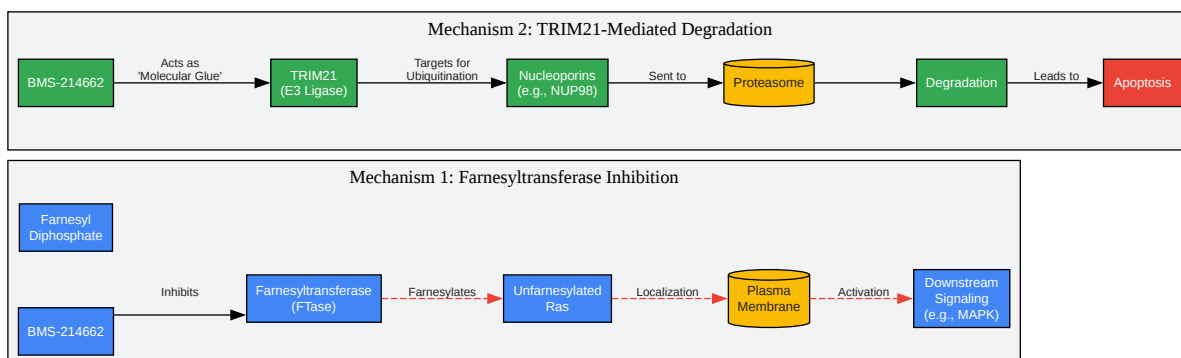 Mechanism 2: TRIM21-Mediated Degradation
BMS-214662
Acts as
'Molecular Glue'
TRIM21
(E3 Ligase)
Targets for
Ubiquitination
Nucleoporins
(e.g., NUP98)
Sent to
Proteasome
Degradation
Leads to
Apoptosis
Mechanism 1: Farnesyltransferase Inhibition
Farnesyl
Diphosphate
BMS-214662
Inhibits
Farnesyltransferase
(FTase)
Farnesylates
Unfarnesylated
Ras
Localization
Plasma
Membrane
Activation
Downstream
Signaling
(e.g., MAPK)